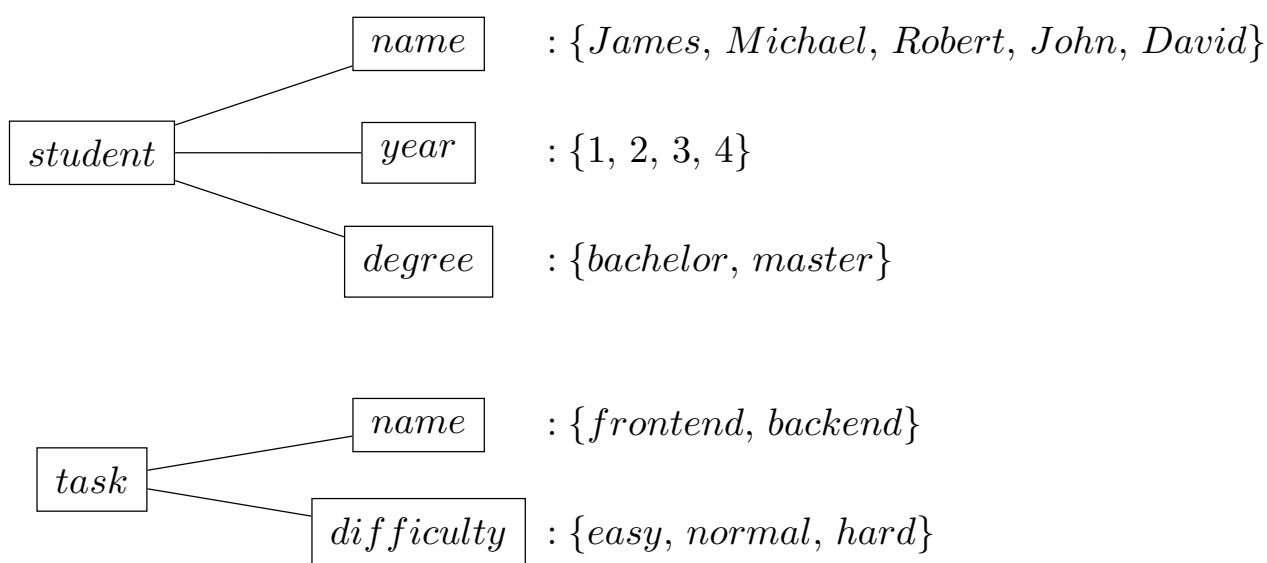 name : {James, Michael, Robert, John, David}
student year : {1, 2, 3, 4}
degree : {bachelor, master}
name : {frontend, backend}
task
difficulty : {easy, normal, hard}